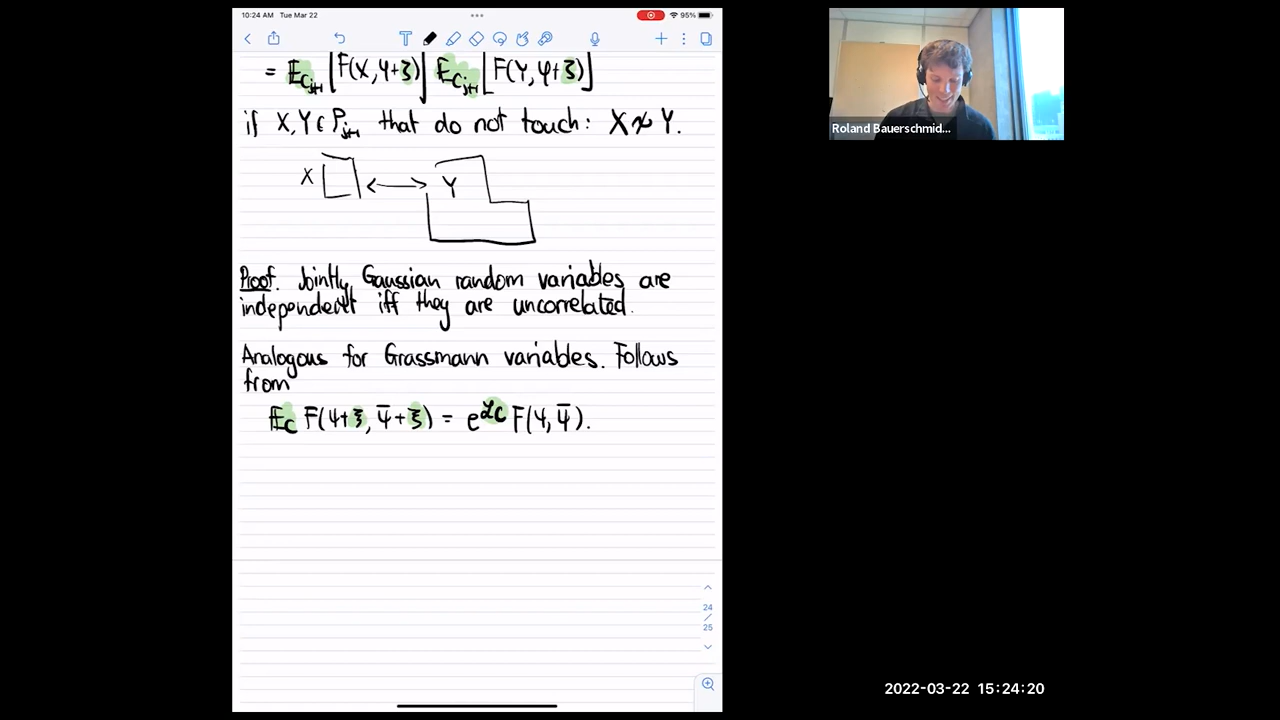 10:24 AM Tue Mar 22
95%
= 𝔼_{C_{j+1}} [F(X, ψ+ξ)] 𝔼_{C_{j+1}} [F(Y, ψ+ξ)]
if X, Y ∈ P_{j+1} that do not touch: X ≁ Y.
X Y
Proof. Jointly Gaussian random variables are
independent iff they are uncorrelated.
Analogous for Grassmann variables. Follows
from
𝔼_C F(ψ+ξ, ψ̄+ξ̄) = e^{ℒ_C} F(ψ, ψ̄).
24
/
25
Roland Bauerschmid...
2022-03-22 15:24:20